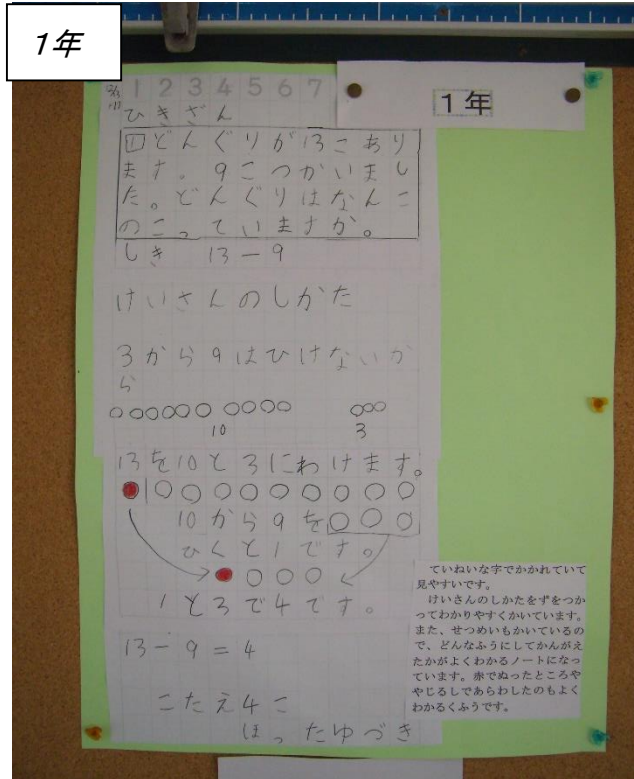 1年
1年
1 2 3 4 5 6 7
ひきざん
1 どんぐりが13こあり
ます。9こつかいまし
た。どんぐりはなんこ
のこっていますか。
しき 13-9
けいさんのしかた
3から9はひけないか
ら
10 3
13を10と3にわけます。
10から9を
ひくと1です。
1と3で4です。
13-9=4
こたえ4こ
ほったゆづき
ていねいな字でかかれていて
見やすいです。
けいさんのしかたをずをつか
ってわかりやすくかいています。
また、せつめいもかいているの
で、どんなふうにしてかんがえ
たかがよくわかるノートになっ
ています。赤でぬったところや
やじるしであらわしたのもよく
わかるくふうです。